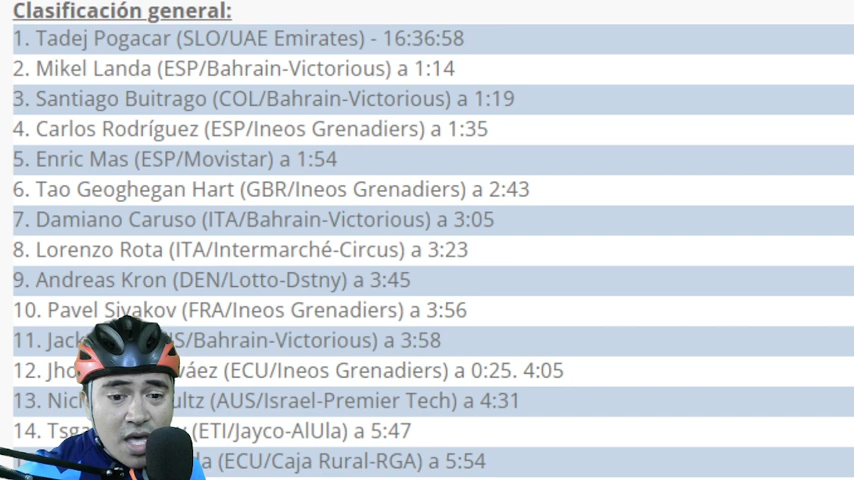 Clasificación general:
1. Tadej Pogacar (SLO/UAE Emirates) - 16:36:58
2. Mikel Landa (ESP/Bahrain-Victorious) a 1:14
3. Santiago Buitrago (COL/Bahrain-Victorious) a 1:19
4. Carlos Rodríguez (ESP/Ineos Grenadiers) a 1:35
5. Enric Mas (ESP/Movistar) a 1:54
6. Tao Geoghegan Hart (GBR/Ineos Grenadiers) a 2:43
7. Damiano Caruso (ITA/Bahrain-Victorious) a 3:05
8. Lorenzo Rota (ITA/Intermarché-Circus) a 3:23
9. Andreas Kron (DEN/Lotto-Dstny) a 3:45
10. Pavel Sivakov (FRA/Ineos Grenadiers) a 3:56
11. /Bahrain-Victorious) a 3:58
12. (ECU/Ineos Grenadiers) a 0:25. 4:05
13. (AUS/Israel-Premier Tech) a 4:31
14. (ETI/Jayco-AlUla) a 5:47
(ECU/Caja Rural-RGA) a 5:54